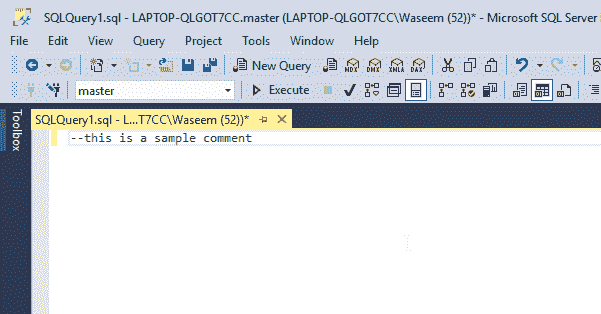 SQLQuery1.sql - LAPTOP-QLGOT7CC.master (LAPTOP-QLGOT7CC\Waseem (52))* - Microsoft SQL Server
File Edit View Query Project Tools Window Help
New Query MDX DMX XMLA DAX
master Execute
Toolbox
SQLQuery1.sql - L...T7CC\Waseem (52))*
--this is a sample comment